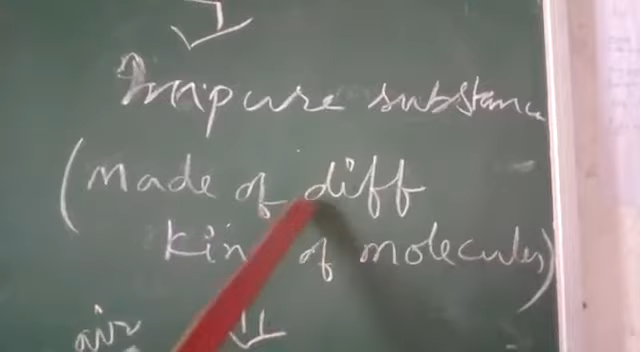 Impure substance
(Made of diff
Kin of molecules)
air